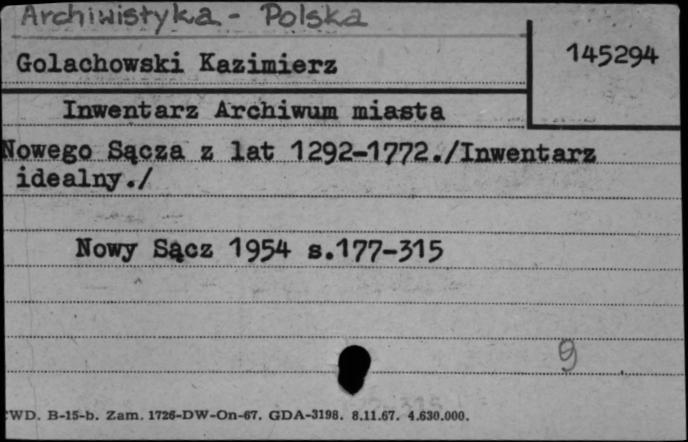 Archiwistyka - Polska
145294
Golachowski Kazimierz
Inwentarz Archiwum miasta
Nowego Sącza z lat 1292-1772./Inwentarz
idealny./
Nowy Sącz 1954 s.177-315
9
WD. B-15-b. Zam. 1726-DW-On-67. GDA-3198. 8.11.67. 4.630.000.